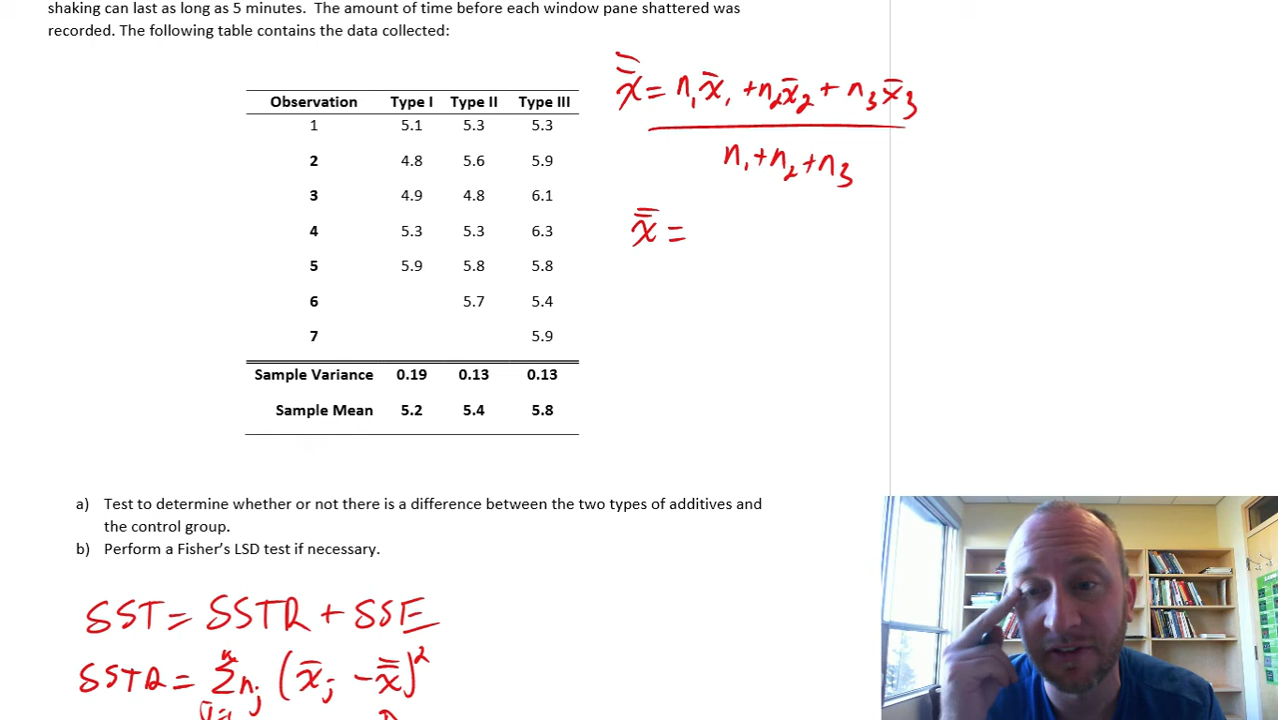 shaking can last as long as 5 minutes. The amount of time before each window pane shattered was
recorded. The following table contains the data collected:
Observation Type I Type II Type III
1 5.1 5.3 5.3
2 4.8 5.6 5.9
3 4.9 4.8 6.1
4 5.3 5.3 6.3
5 5.9 5.8 5.8
6 5.7 5.4
7 5.9
Sample Variance 0.19 0.13 0.13
Sample Mean 5.2 5.4 5.8
x̿ = n₁x̄₁ + n₂x̄₂ + n₃x̄₃
n₁ + n₂ + n₃
x̿ =
a) Test to determine whether or not there is a difference between the two types of additives and
the control group.
b) Perform a Fisher's LSD test if necessary.
SST = SSTR + SSE
SSTR = Σ nⱼ (x̄ⱼ - x̿)²